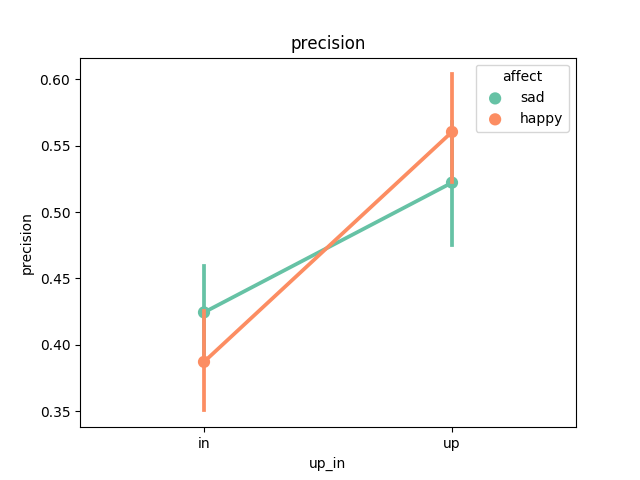 precision
affect
sad
happy
precision
0.60
0.55
0.50
0.45
0.40
0.35
in
up
up_in